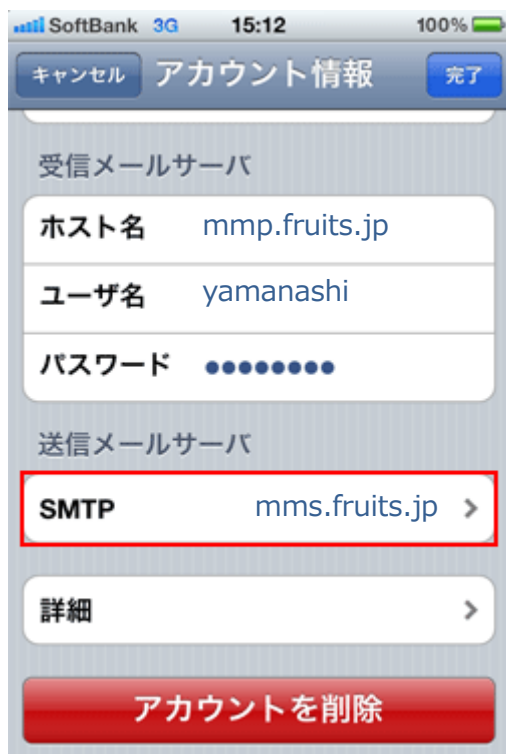 SoftBank 3G 15:12 100%
キャンセル アカウント情報 完了
受信メールサーバ
ホスト名 mmp.fruits.jp
ユーザ名 yamanashi
パスワード ●●●●●●●●
送信メールサーバ
SMTP mms.fruits.jp >
詳細 >
アカウントを削除